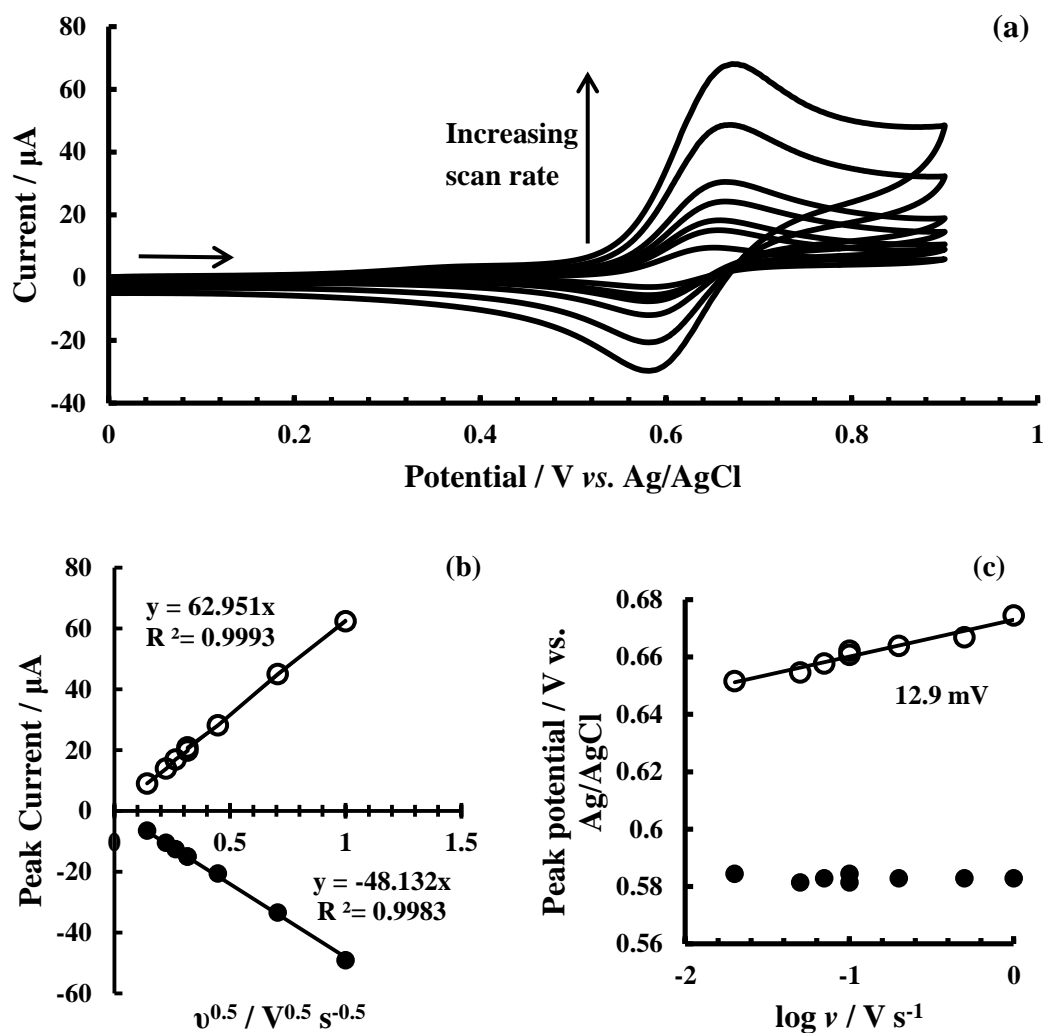 (a)
80
60
40
20
0
-20
-40
Current / µA
Increasing
scan rate
0
0.2
0.4
0.6
0.8
1
Potential / V vs. Ag/AgCl
(b)
80
60
40
20
0
-20
-40
-60
Peak Current / µA
y = 62.951x
R ²= 0.9993
0
0.5
1
1.5
y = -48.132x
R ²= 0.9983
υ0.5 / V0.5 s-0.5
(c)
0.68
0.66
0.64
0.62
0.6
0.58
0.56
Peak potential / V vs.
Ag/AgCl
12.9 mV
-2
-1
0
log v / V s-1